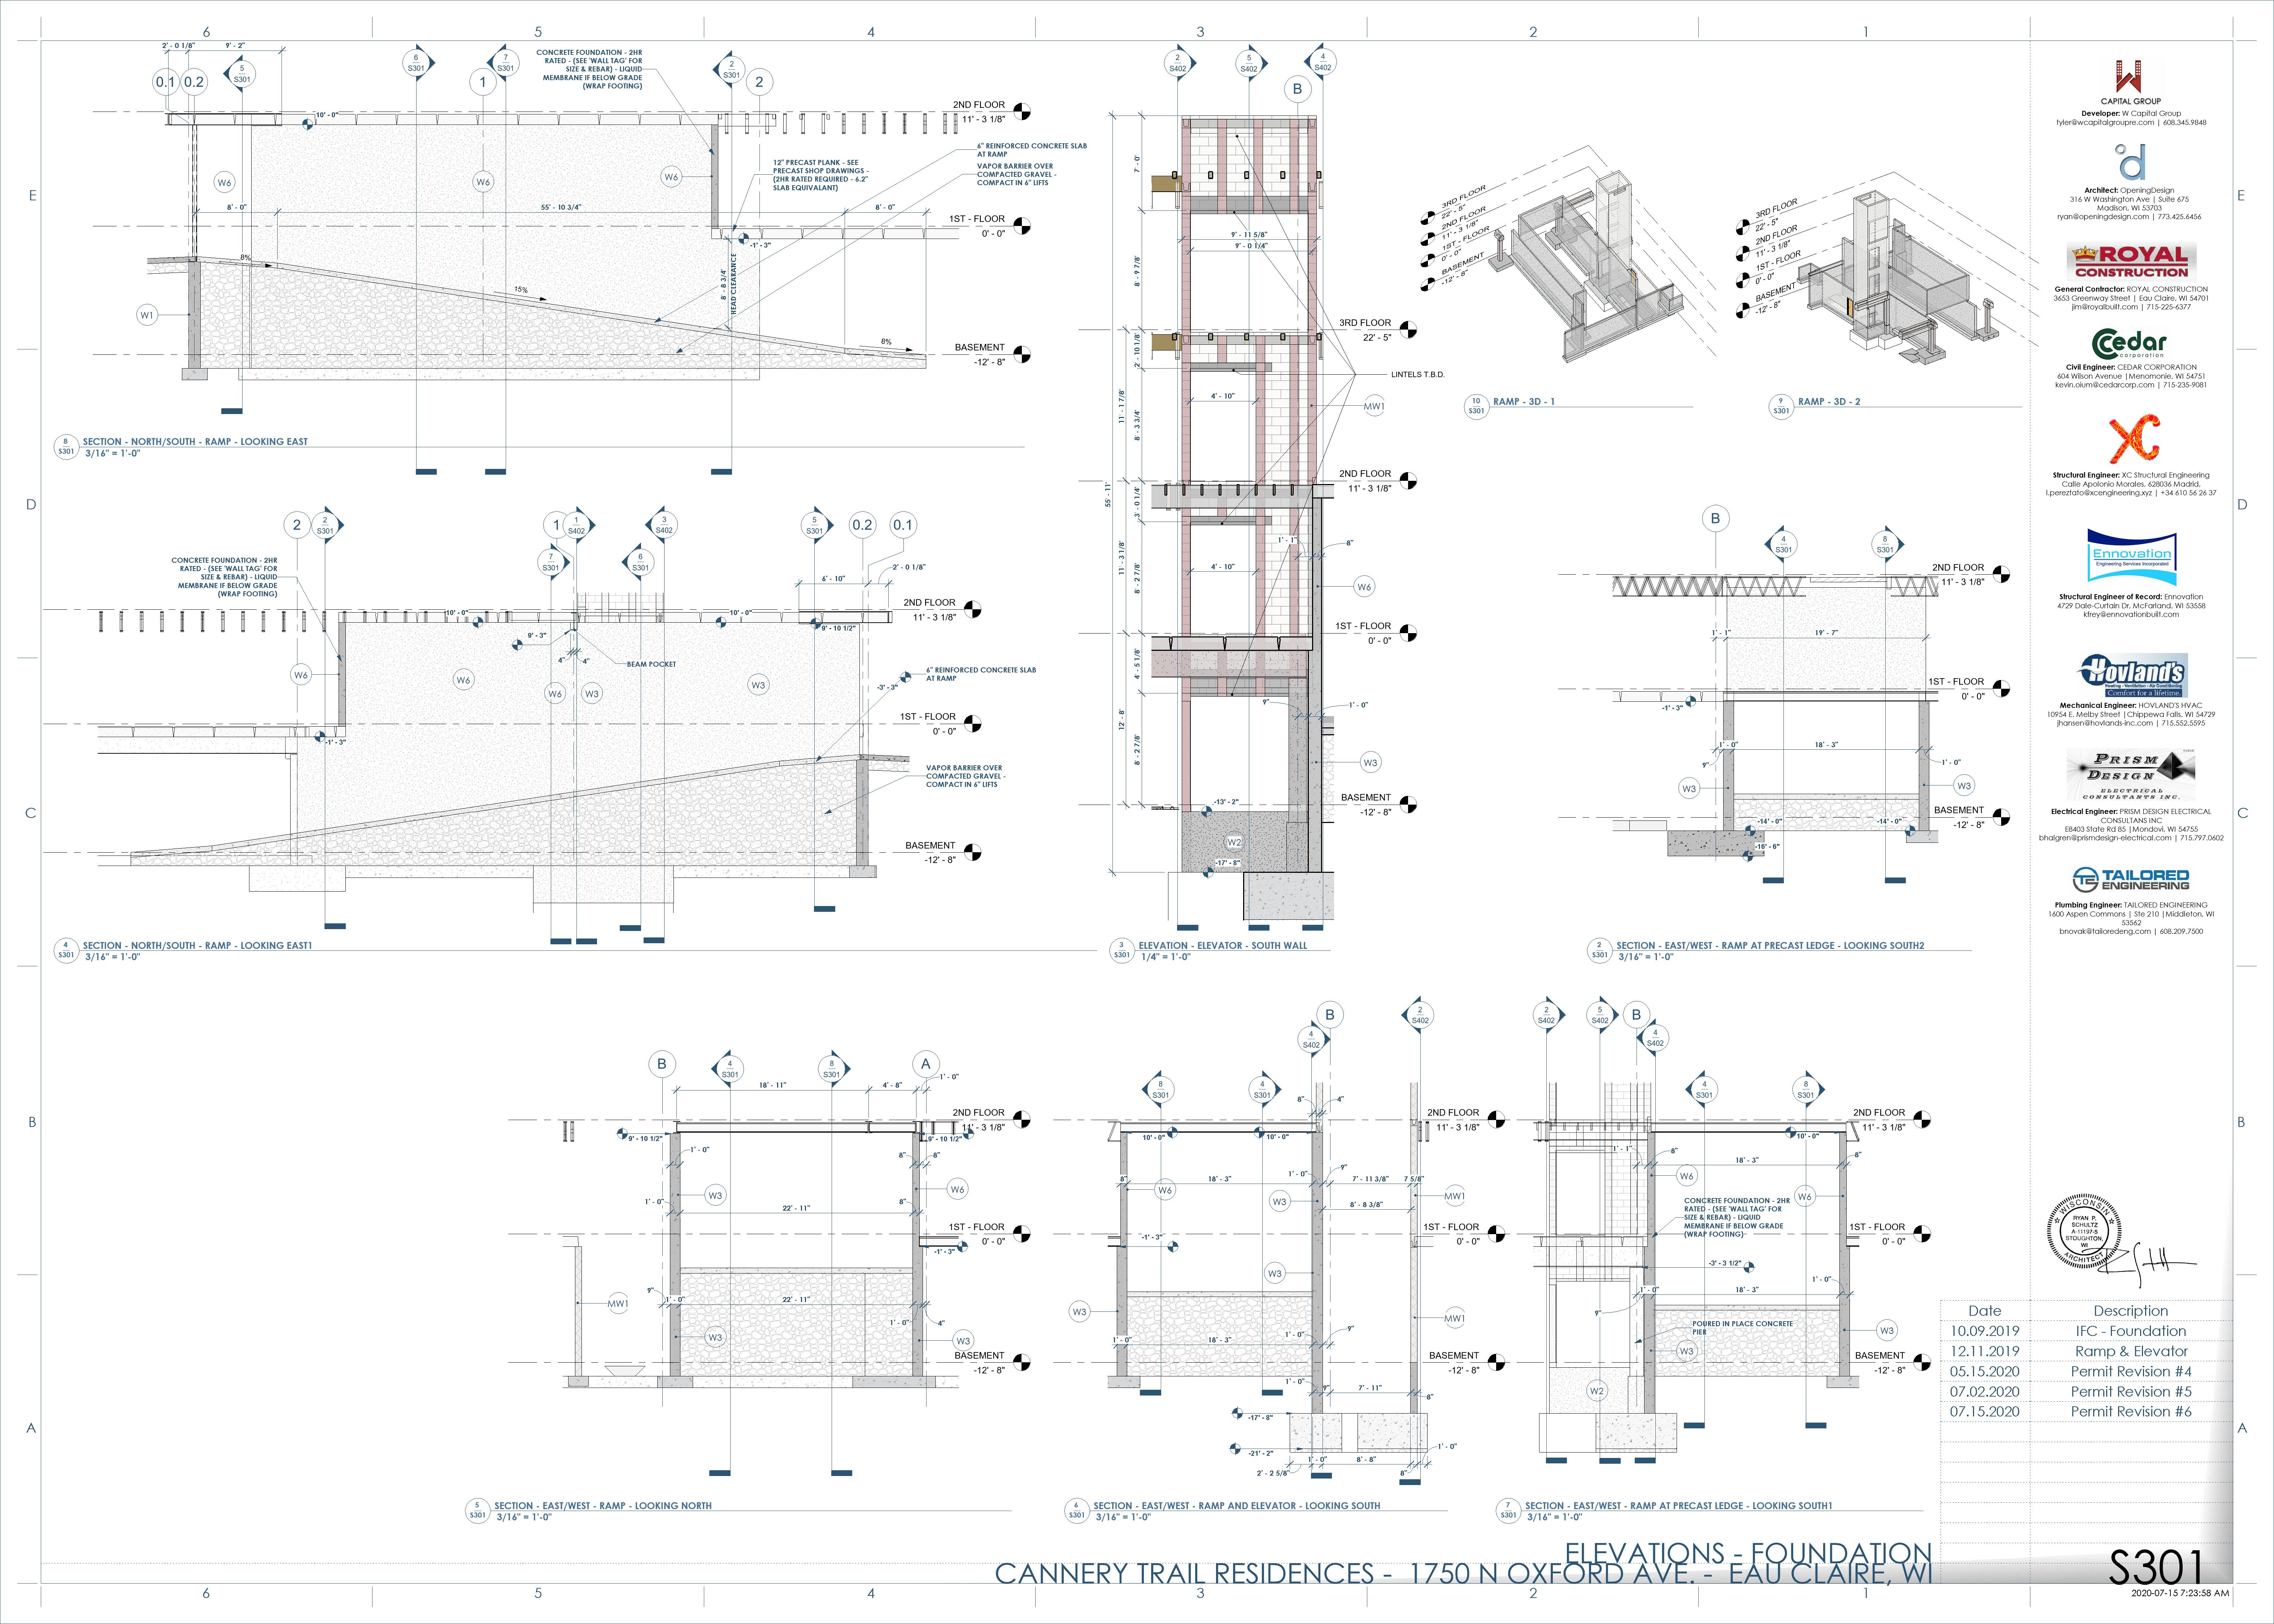 6
5
4
3
2
1
E
D
C
B
A
2' - 0 1/8"
9' - 2"
0.1
0.2
5
S301
6
S301
1
7
S301
2
S301
2
CONCRETE FOUNDATION - 2HR
RATED - (SEE 'WALL TAG' FOR
SIZE & REBAR) - LIQUID
MEMBRANE IF BELOW GRADE
(WRAP FOOTING)
10' - 0"
2ND FLOOR
11' - 3 1/8"
W6
W6
W6
12" PRECAST PLANK - SEE
PRECAST SHOP DRAWINGS -
(2HR RATED REQUIRED - 6.2"
SLAB EQUIVALANT)
6" REINFORCED CONCRETE SLAB
AT RAMP
VAPOR BARRIER OVER
COMPACTED GRAVEL -
COMPACT IN 6" LIFTS
8' - 0"
55' - 10 3/4"
8' - 0"
1ST - FLOOR
0' - 0"
-1' - 3"
8%
15%
8%
8' - 8 3/4"
HEAD CLEARANCE
W1
BASEMENT
-12' - 8"
8
S301
SECTION - NORTH/SOUTH - RAMP - LOOKING EAST
3/16" = 1'-0"
2
2
S301
1
1
S402
3
S402
7
S301
6
S301
5
S301
0.2
0.1
CONCRETE FOUNDATION - 2HR
RATED - (SEE 'WALL TAG' FOR
SIZE & REBAR) - LIQUID
MEMBRANE IF BELOW GRADE
(WRAP FOOTING)
6' - 10"
2' - 0 1/8"
10' - 0"
10' - 0"
9' - 10 1/2"
9' - 3"
4"
4"
BEAM POCKET
2ND FLOOR
11' - 3 1/8"
W6
W6
W6
W3
W3
-3' - 3"
6" REINFORCED CONCRETE SLAB
AT RAMP
1ST - FLOOR
0' - 0"
-1' - 3"
VAPOR BARRIER OVER
COMPACTED GRAVEL -
COMPACT IN 6" LIFTS
BASEMENT
-12' - 8"
4
S301
SECTION - NORTH/SOUTH - RAMP - LOOKING EAST1
3/16" = 1'-0"
2
S402
5
S402
4
S402
B
7' - 0"
9' - 11 5/8"
9' - 0 1/4"
8' - 9 7/8"
3RD FLOOR
22' - 5"
2' - 10 1/8"
LINTELS T.B.D.
4' - 10"
MW1
11' - 1 7/8"
8' - 3 3/4"
2ND FLOOR
11' - 3 1/8"
55' - 11"
3' - 0 1/4"
1' - 1"
8"
11' - 3 1/8"
4' - 10"
8' - 2 7/8"
W6
1ST - FLOOR
0' - 0"
4' - 5 1/8"
9"
1' - 0"
12' - 8"
8' - 2 7/8"
W3
-13' - 2"
BASEMENT
-12' - 8"
W2
-17' - 8"
3
S301
ELEVATION - ELEVATOR - SOUTH WALL
1/4" = 1'-0"
3RD FLOOR
22' - 5"
2ND FLOOR
11' - 3 1/8"
1ST - FLOOR
0' - 0"
BASEMENT
-12' - 8"
10
S301
RAMP - 3D - 1
3RD FLOOR
22' - 5"
2ND FLOOR
11' - 3 1/8"
1ST - FLOOR
0' - 0"
BASEMENT
-12' - 8"
9
S301
RAMP - 3D - 2
B
4
S301
8
S301
2ND FLOOR
11' - 3 1/8"
1' - 1"
19' - 7"
1ST - FLOOR
0' - 0"
-1' - 3"
1' - 0"
18' - 3"
9"
1' - 0"
W3
W3
BASEMENT
-12' - 8"
-14' - 0"
-14' - 0"
-16' - 6"
2
S301
SECTION - EAST/WEST - RAMP AT PRECAST LEDGE - LOOKING SOUTH2
3/16" = 1'-0"
B
4
S301
8
S301
A
18' - 11"
4' - 8"
1' - 0"
2ND FLOOR
11' - 3 1/8"
9' - 10 1/2"
9' - 10 1/2"
1' - 0"
8"
8"
W3
W6
1' - 0"
8"
22' - 11"
1ST - FLOOR
0' - 0"
-1' - 3"
9"
1' - 0"
22' - 11"
MW1
1' - 0"
4"
W3
W3
BASEMENT
-12' - 8"
5
S301
SECTION - EAST/WEST - RAMP - LOOKING NORTH
3/16" = 1'-0"
8
S301
4
S301
4
S402
B
2
S402
8"
4"
2ND FLOOR
11' - 3 1/8"
10' - 0"
10' - 0"
1' - 0"
9"
8"
18' - 3"
7' - 11 3/8"
7 5/8"
W6
W3
MW1
8' - 8 3/8"
1ST - FLOOR
0' - 0"
-1' - 3"
W3
W3
MW1
1' - 0"
18' - 3"
1' - 0"
9"
BASEMENT
-12' - 8"
1' - 0"
9"
7' - 11"
8"
-17' - 8"
-21' - 2"
1' - 0"
8' - 8"
1' - 0"
2' - 2 5/8"
8"
6
S301
SECTION - EAST/WEST - RAMP AND ELEVATOR - LOOKING SOUTH
3/16" = 1'-0"
2
S402
5
S402
B
4
S402
4
S301
8
S301
2ND FLOOR
11' - 3 1/8"
10' - 0"
1' - 1"
8"
18' - 3"
8"
W6
W6
CONCRETE FOUNDATION - 2HR
RATED - (SEE 'WALL TAG' FOR
SIZE & REBAR) - LIQUID
MEMBRANE IF BELOW GRADE
(WRAP FOOTING)
1ST - FLOOR
0' - 0"
-3' - 3 1/2"
1' - 0"
18' - 3"
1' - 0"
9"
POURED IN PLACE CONCRETE
PIER
W3
W3
BASEMENT
-12' - 8"
W2
7
S301
SECTION - EAST/WEST - RAMP AT PRECAST LEDGE - LOOKING SOUTH1
3/16" = 1'-0"
CAPITAL GROUP
Developer: W Capital Group
tyler@wcapitalgroupre.com | 608.345.9848
Architect: OpeningDesign
316 W Washington Ave | Suite 675
Madison, WI 53703
ryan@openingdesign.com | 773.425.6456
ROYAL
CONSTRUCTION
General Contractor: ROYAL CONSTRUCTION
3653 Greenway Street | Eau Claire, WI 54701
jim@royalbuilt.com | 715-225-6377
Cedar
corporation
Civil Engineer: CEDAR CORPORATION
604 Wilson Avenue |Menomonie, WI 54751
kevin.oium@cedarcorp.com | 715-235-9081
XC
Structural Engineer: XC Structural Engineering
Calle Apolonio Morales, 628036 Madrid,
l.pereztato@xcengineering.xyz | +34 610 56 26 37
Ennovation
Engineering Services Incorporated
Structural Engineer of Record: Ennovation
4729 Dale-Curtain Dr, McFarland, WI 53558
kfrey@ennovationbuilt.com
Hovland's
Heating · Ventilation · Air Conditioning
Comfort for a lifetime
Mechanical Engineer: HOVLAND'S HVAC
10954 E. Melby Street |Chippewa Falls, WI 54729
jhansen@hovlands-inc.com | 715.552.5595
PRISM
DESIGN
ELECTRICAL
CONSULTANTS INC.
Electrical Engineer: PRISM DESIGN ELECTRICAL
CONSULTANS INC
E8403 State Rd 85 |Mondovi, WI 54755
bhalgren@prismdesign-electrical.com | 715.797.0602
TE
TAILORED
ENGINEERING
Plumbing Engineer: TAILORED ENGINEERING
1600 Aspen Commons | Ste 210 |Middleton, WI
53562
bnovak@tailoredeng.com | 608.209.7500
WISCONSIN
RYAN P.
SCHULTZ
A-11197-5
STOUGHTON,
WI
ARCHITECT
Date Description
10.09.2019 IFC - Foundation
12.11.2019 Ramp & Elevator
05.15.2020 Permit Revision #4
07.02.2020 Permit Revision #5
07.15.2020 Permit Revision #6
ELEVATIONS - FOUNDATION
CANNERY TRAIL RESIDENCES - 1750 N OXFORD AVE. - EAU CLAIRE, WI
S301
2020-07-15 7:23:58 AM
6
5
4
3
2
1
E
D
C
B
A